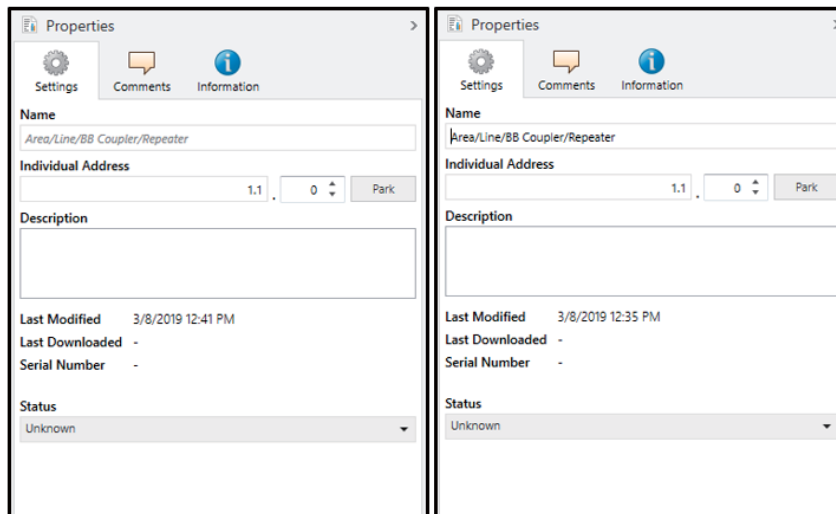 Properties
Settings Comments Information
Name
Area/Line/BB Coupler/Repeater
Individual Address
1.1 . 0 Park
Description
Last Modified 3/8/2019 12:41 PM
Last Downloaded -
Serial Number -
Status
Unknown
Properties
Settings Comments Information
Name
Area/Line/BB Coupler/Repeater
Individual Address
1.1 . 0 Park
Description
Last Modified 3/8/2019 12:35 PM
Last Downloaded -
Serial Number -
Status
Unknown